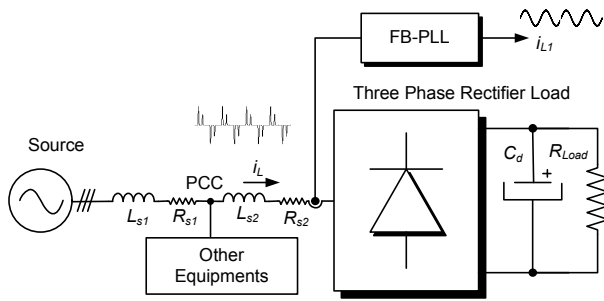 FB-PLL
iL1
Three Phase Rectifier Load
Source
iL
PCC
Cd
+
RLoad
Ls1
Rs1
Ls2
Rs2
Other
Equipments